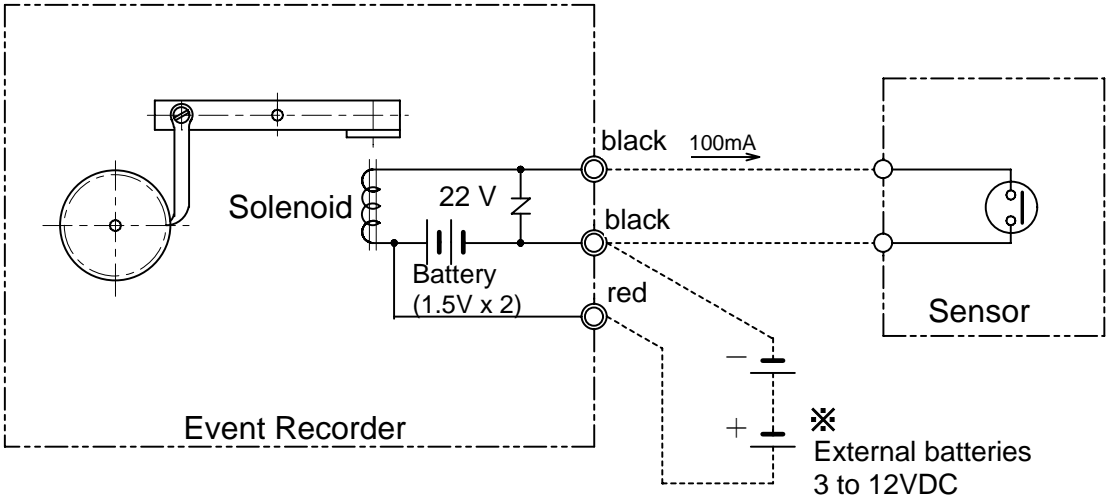 black
100mA
Solenoid
22 V
black
Battery
(1.5V x 2)
red
Sensor
−
+
※
External batteries
3 to 12VDC
Event Recorder